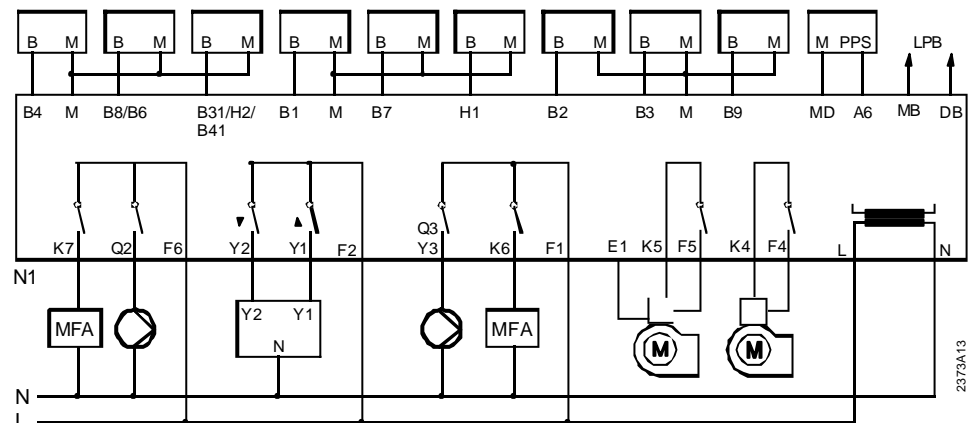 B M B M B M B M B M B M B M B M B M M PPS LPB
B4 M B8/B6 B31/H2/ B1 M B7 H1 B2 B3 M B9 MD A6 MB DB
B41
Q3
K7 Q2 F6 Y2 Y1 F2 Y3 K6 F1 E1 K5 F5 K4 F4 L N
N1
MFA Y2 Y1 MFA M M
N
N
L
2373A13